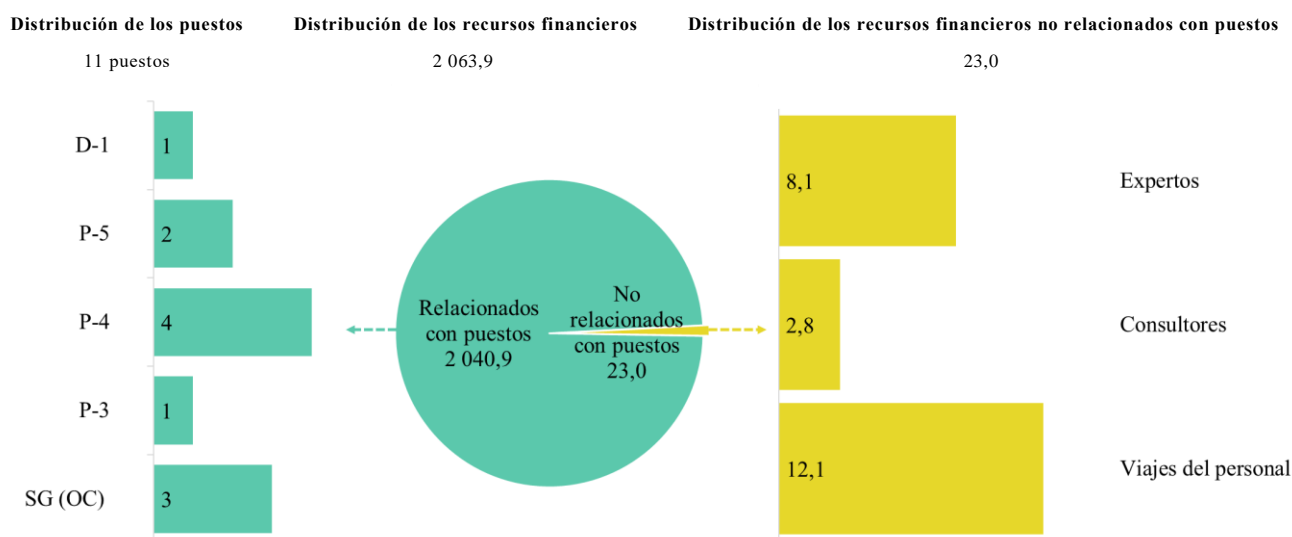 Distribución de los puestos
11 puestos
Distribución de los recursos financieros
2 063,9
Distribución de los recursos financieros no relacionados con puestos
23,0
D-1
1
P-5
2
P-4
4
P-3
1
SG (OC)
3
Relacionados
con puestos
2 040,9
No
relacionados
con puestos
23,0
8,1
Expertos
2,8
Consultores
12,1
Viajes del personal